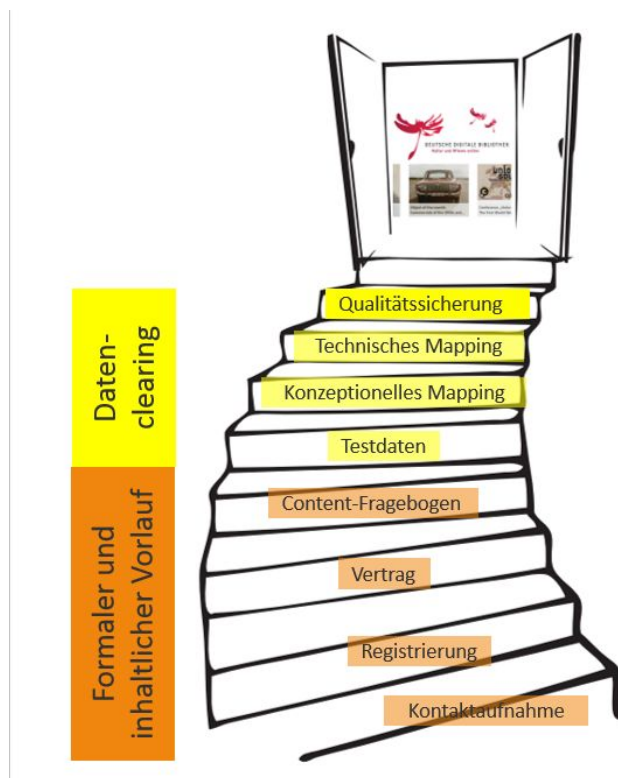 DEUTSCHE DIGITALE BIBLIOTHEK
Kultur und Wissen online
Qualitätssicherung
Technisches Mapping
Konzeptionelles Mapping
Testdaten
Content-Fragebogen
Vertrag
Registrierung
Kontaktaufnahme
Daten-
clearing
Formaler und
inhaltlicher Vorlauf